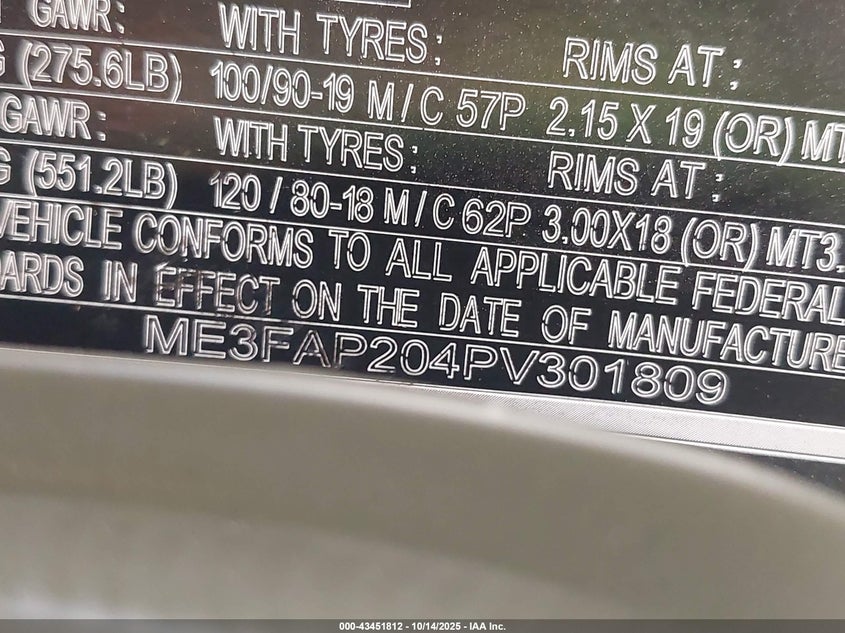 GAWR: WITH TYRES: RIMS AT:
G (275.6LB) 100/90-19 M/C 57P 2.15 X 19 (OR) MT
GAWR: WITH TYRES: RIMS AT:
G (551.2LB) 120 / 80-18 M/C 62P 3.00X18 (OR) MT3.
VEHICLE CONFORMS TO ALL APPLICABLE FEDERAL
ARDS IN EFFECT ON THE DATE OF MANUFACTURE
ME3FAP204PV301809
000-43451812 - 10/14/2025 - IAA Inc.